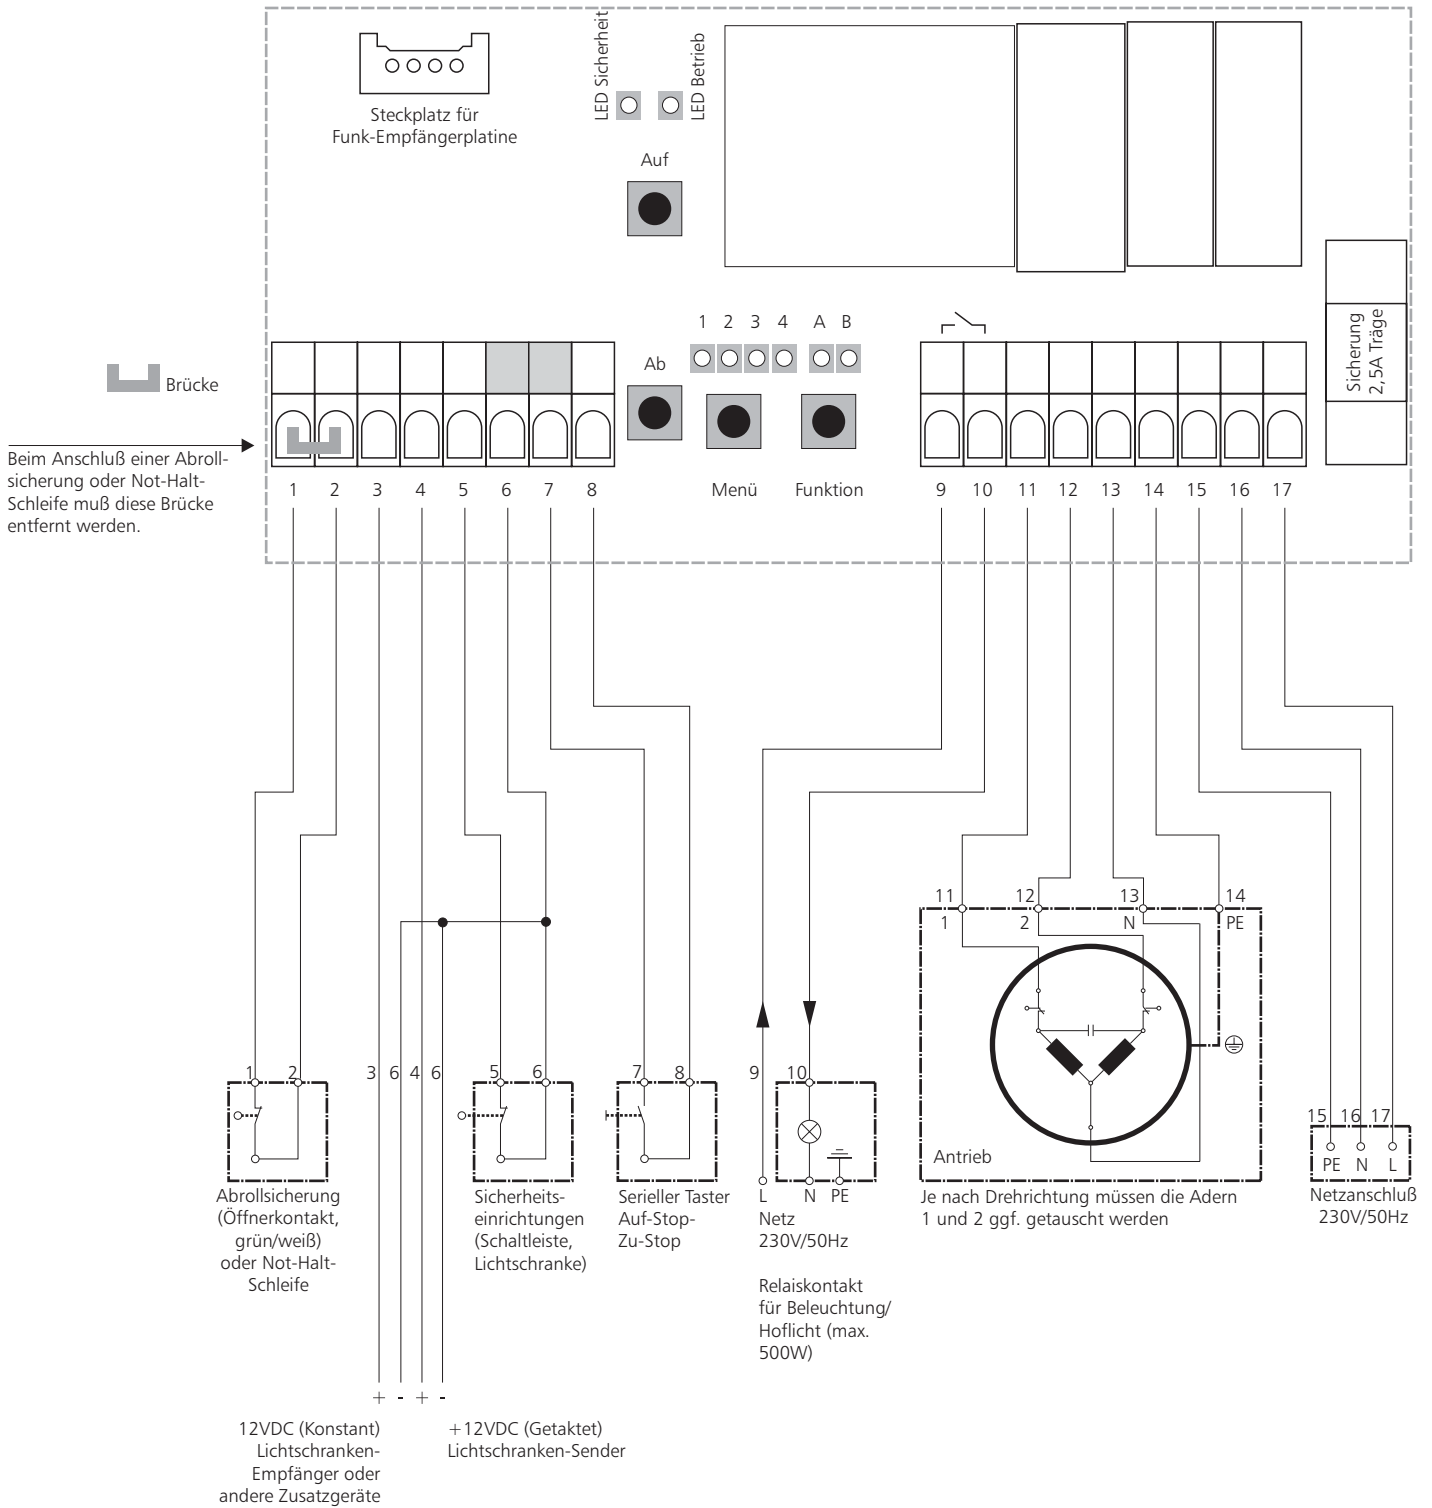 LED Sicherheit
LED Betrieb
Steckplatz für
Funk-Empfängerplatine
Auf
1 2 3 4 A B
Ab
Sicherung
2,5A Träge
Brücke
Beim Anschluß einer Abroll-
sicherung oder Not-Halt-
Schleife muß diese Brücke
entfernt werden.
1 2 3 4 5 6 7 8
Menü
Funktion
9 10 11 12 13 14 15 16 17
11 12 13 14
1 2 N PE
1 2 3 6 4 6 5 6 7 8 9 10
15 16 17
PE N L
Antrieb
Abrollsicherung
(Öffnerkontakt,
grün/weiß)
oder Not-Halt-
Schleife
Sicherheits-
einrichtungen
(Schaltleiste,
Lichtschranke)
Serieller Taster
Auf-Stop-
Zu-Stop
L N PE
Netz
230V/50Hz
Relaiskontakt
für Beleuchtung/
Hoflicht (max.
500W)
Je nach Drehrichtung müssen die Adern
1 und 2 ggf. getauscht werden
Netzanschluß
230V/50Hz
+ - + -
12VDC (Konstant)
Lichtschranken-
Empfänger oder
andere Zusatzgeräte
+12VDC (Getaktet)
Lichtschranken-Sender